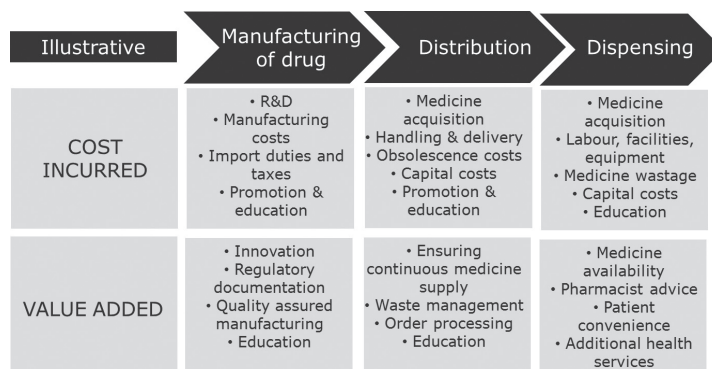 Illustrative
Manufacturing
of drug
Distribution
Dispensing
COST
INCURRED
• R&D
• Manufacturing
costs
• Import duties and
taxes
• Promotion &
education
• Medicine
acquisition
• Handling & delivery
• Obsolescence costs
• Capital costs
• Promotion &
education
• Medicine
acquisition
• Labour, facilities,
equipment
• Medicine wastage
• Capital costs
• Education
VALUE ADDED
• Innovation
• Regulatory
documentation
• Quality assured
manufacturing
• Education
• Ensuring
continuous medicine
supply
• Waste management
• Order processing
• Education
• Medicine
availability
• Pharmacist advice
• Patient
convenience
• Additional health
services